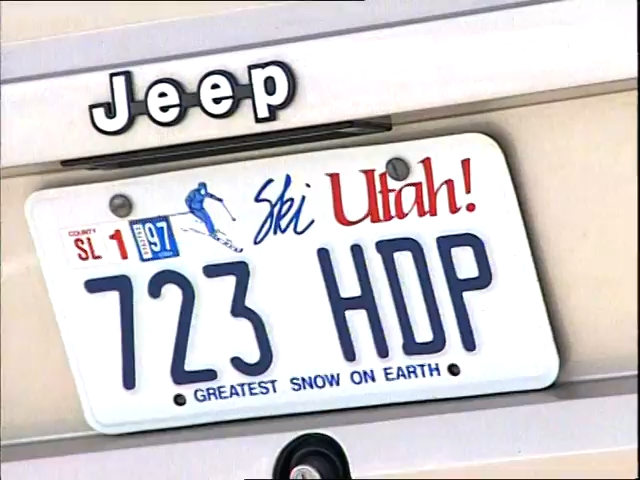 Jeep
Ski Utah!
COUNTY
SL 1 97
723 HDP
GREATEST SNOW ON EARTH